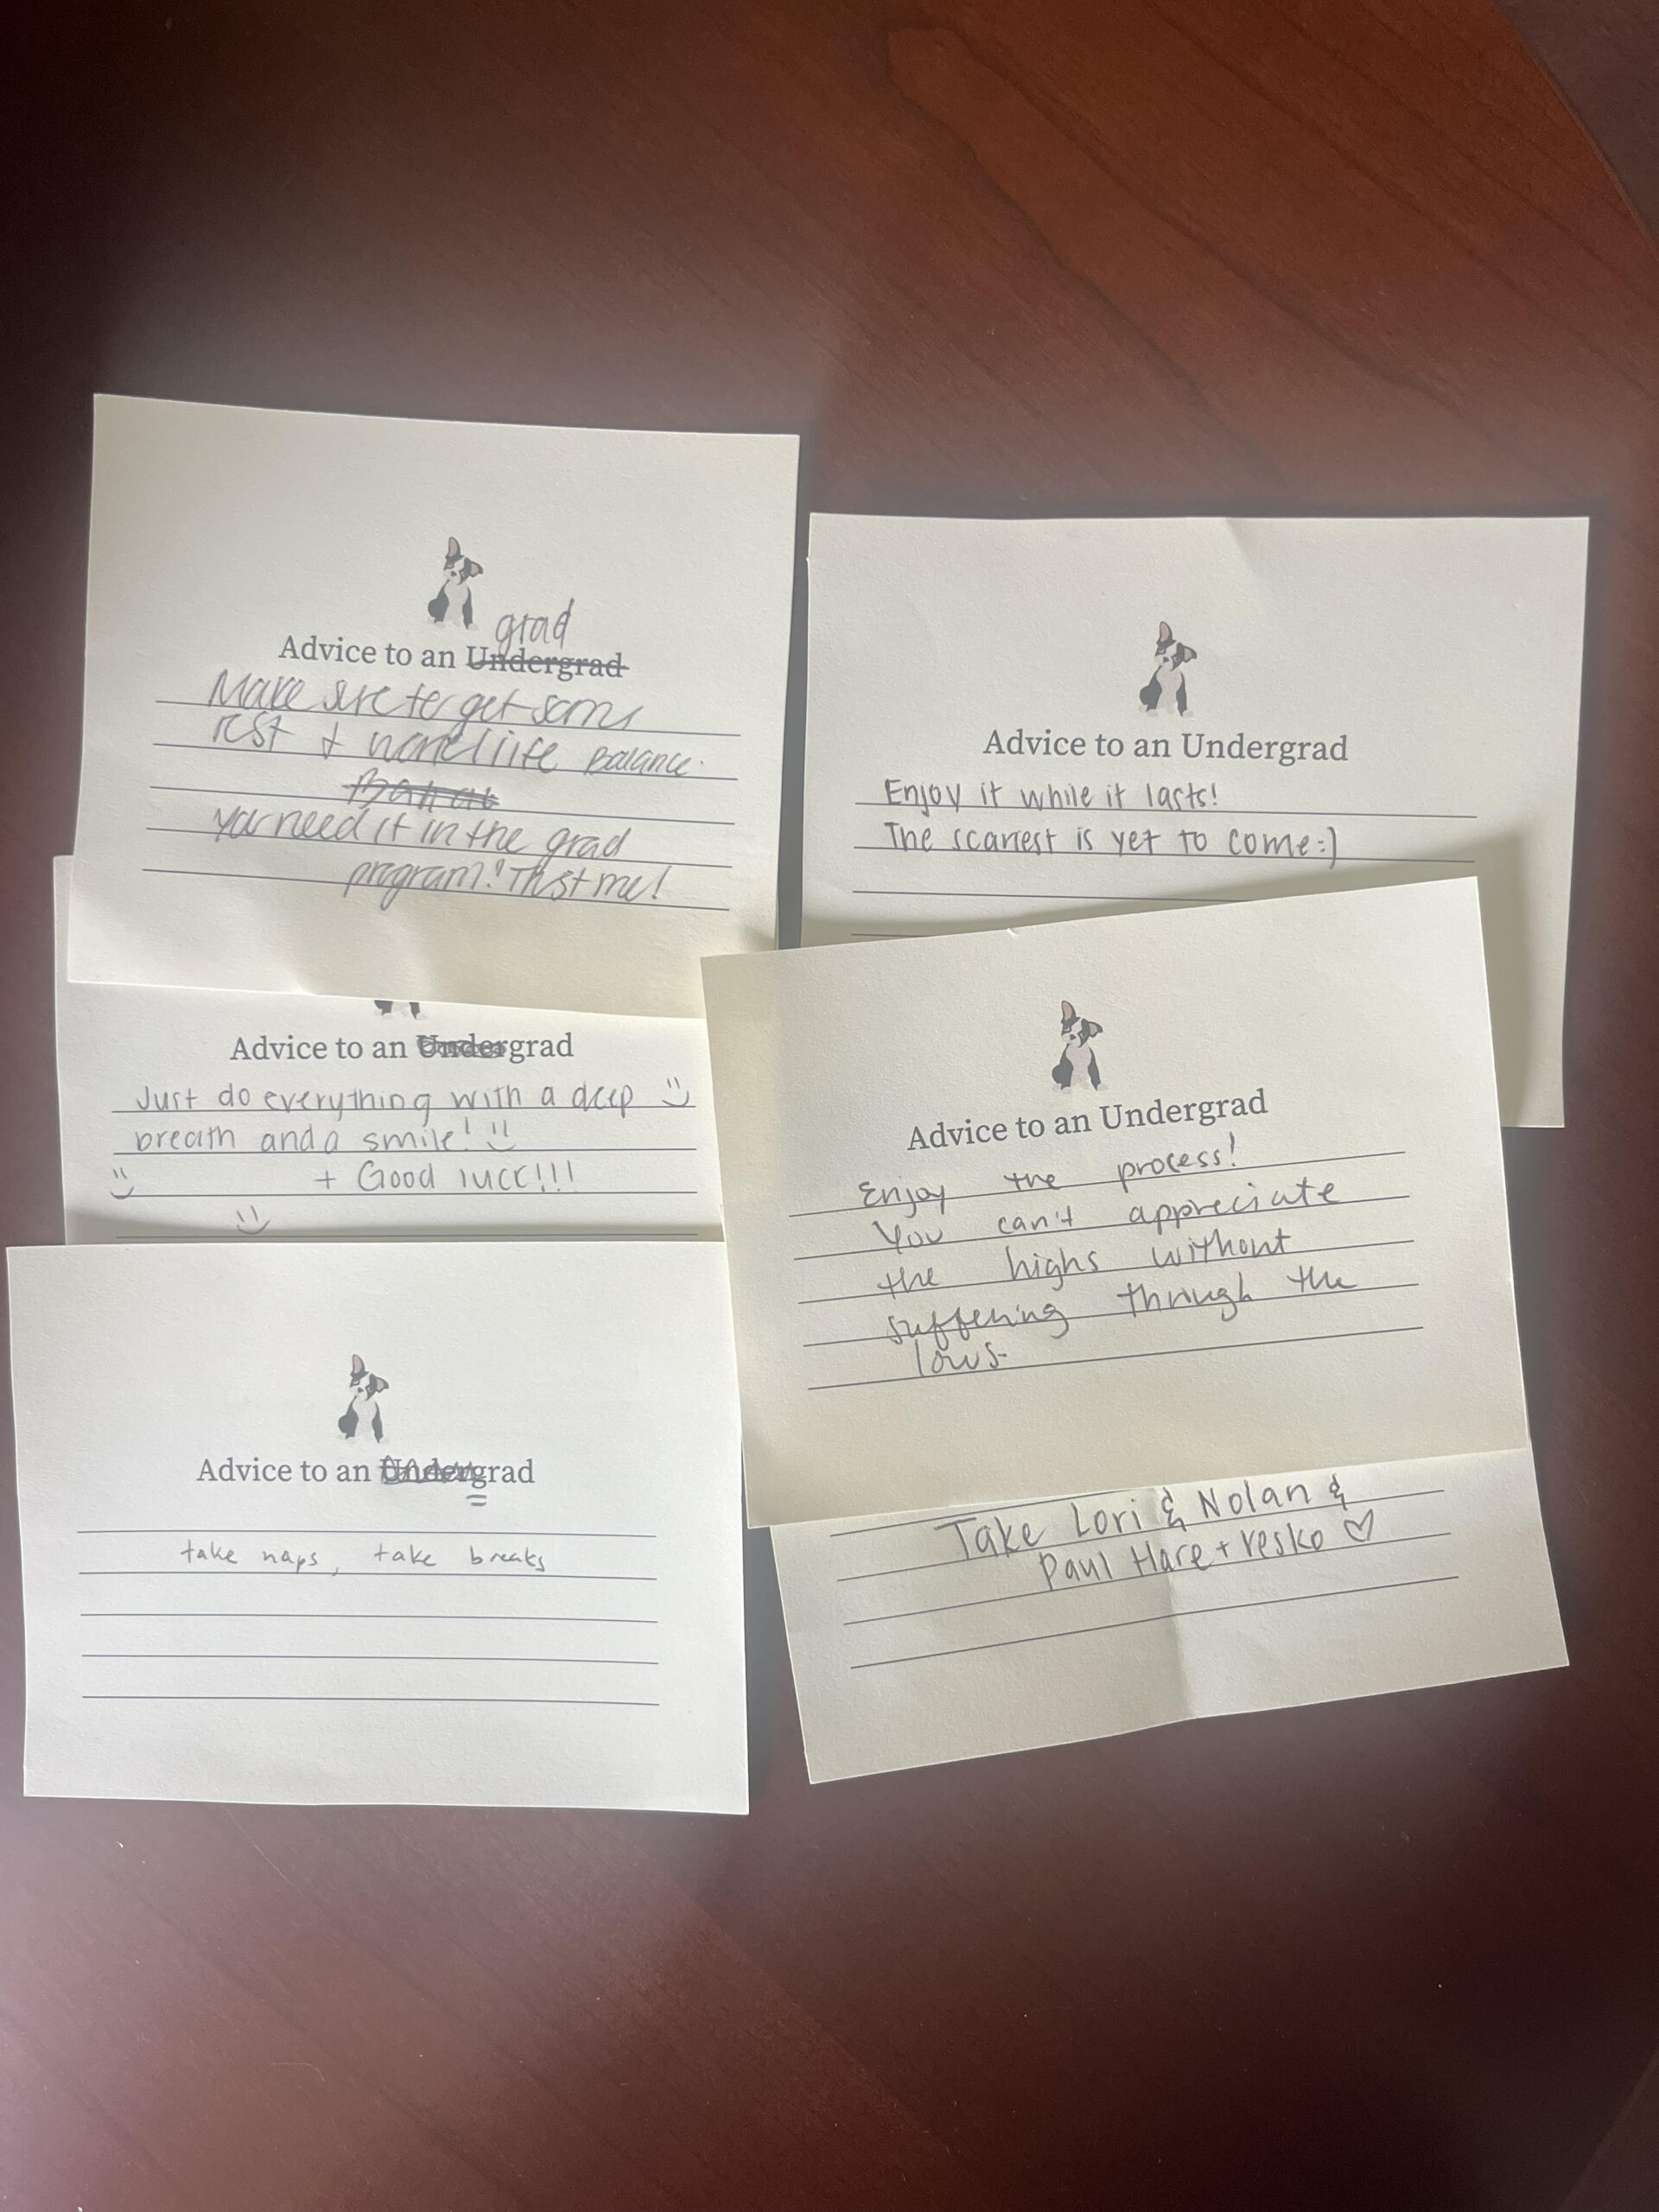 Advice to an Undergrad
grad
Make sure to get some
rest + work life balance.
you need it in the grad
program! Trust me!
Advice to an Undergrad
Just do everything with a deep
breath and a smile!
+ Good luck!!!
Advice to an Undergrad
take naps, take breaks
Advice to an Undergrad
Enjoy it while it lasts!
The scariest is yet to come:)
Advice to an Undergrad
Enjoy the process!
You can't appreciate
the highs without
suffering through the
lows.
Take Lori & Nolan &
Paul Hare + Vesko